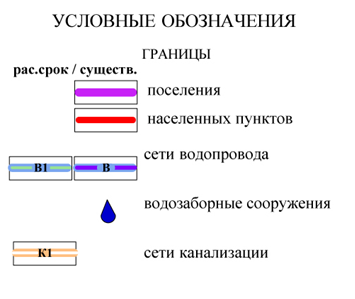 УСЛОВНЫЕ ОБОЗНАЧЕНИЯ
ГРАНИЦЫ
рас.срок / существ.
поселения
населенных пунктов
В1 В сети водопровода
водозаборные сооружения
К1 сети канализации